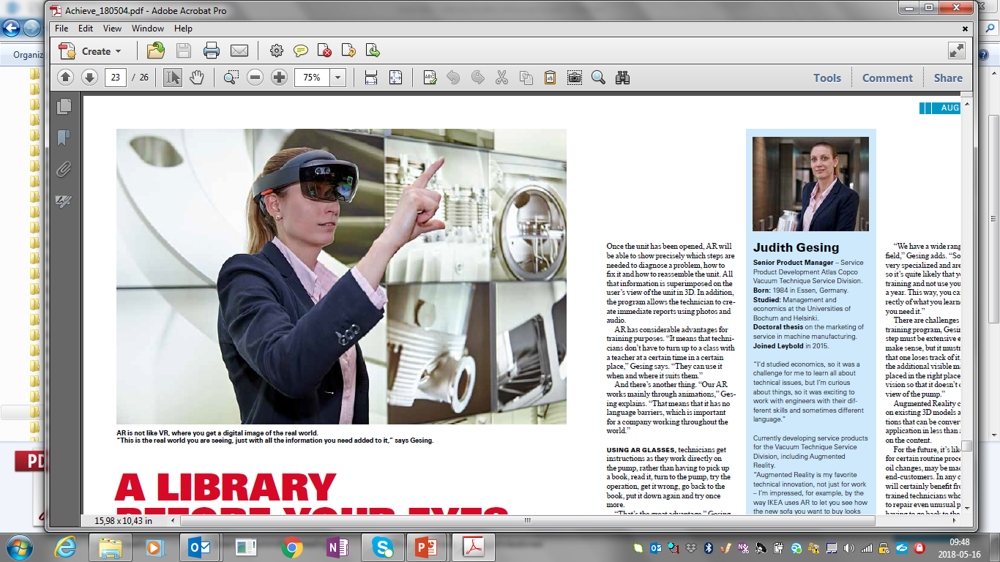 Achieve_180504.pdf - Adobe Acrobat Pro
File Edit View Window Help
Organiz
Create
23 / 26
75%
Tools Comment Share
AUG
AR is not like VR, where you get a digital image of the real world.
“This is the real world you are seeing, just with all the information you need added to it,” says Gesing.
A LIBRARY
BEFORE YOUR EYES
Once the unit has been opened, AR will
be able to show precisely which steps are
needed to diagnose a problem, how to
fix it and how to reassemble the unit. All
that information is superimposed on the
user’s view of the unit in 3D. In addition,
the program allows the technician to cre-
ate immediate reports using photos and
audio.
AR has considerable advantages for
training purposes. “It means that techni-
cians don’t have to turn up to a class with
a teacher at a certain time in a certain
place,” Gesing says. “They can use it
when and where it suits them.”
And there’s another thing. “Our AR
works mainly through animations,” Ges-
ing explains. “That means that it has no
language barriers, which is important
for a company working throughout the
world.”
USING AR GLASSES, technicians get
instructions as they work directly on
the pump, rather than having to pick up
a book, read it, turn to the pump, try the
operation, get it wrong, go back to the
book, put it down again and try once
more.
“That’s the great advantage,” Gesing
Judith Gesing
Senior Product Manager – Service
Product Development Atlas Copco
Vacuum Technique Service Division.
Born: 1984 in Essen, Germany.
Studied: Management and
economics at the Universities of
Bochum and Helsinki.
Doctoral thesis on the marketing of
service in machine manufacturing.
Joined Leybold in 2015.
“I’d studied economics, so it was a
challenge for me to learn all about
technical issues, but I’m curious
about things, so it was exciting to
work with engineers with their dif-
ferent skills and sometimes different
language.”
Currently developing service products
for the Vacuum Technique Service
Division, including Augmented
Reality.
“Augmented Reality is my favorite
technical innovation, not just for work
– I’m impressed, for example, by the
way IKEA uses AR to let you see how
the new sofa you want to buy looks
“We have a wide rang
field,” Gesing adds. “So
very specialized and are
so it’s quite likely that yo
training and not use you
a year. This way, you can
rectly of what you learne
you need it.”
There are challenges
training program, Gesin
step must be extensive e
make sense, but it mustn
that one loses track of it,
the additional visible ma
placed in the right place
vision so that it doesn’t o
view of the pump.”
Augmented Reality c
on existing 3D models a
tions that can be convert
application in less than a
on the content.
For the future, it’s like
for certain routine proce
oil changes, may be mad
end-customers. In any c
will certainly benefit fro
trained technicians who
to repair even unusual p
having to go back to the
PD
15,98 x 10,43 in
09:48
2018-05-16